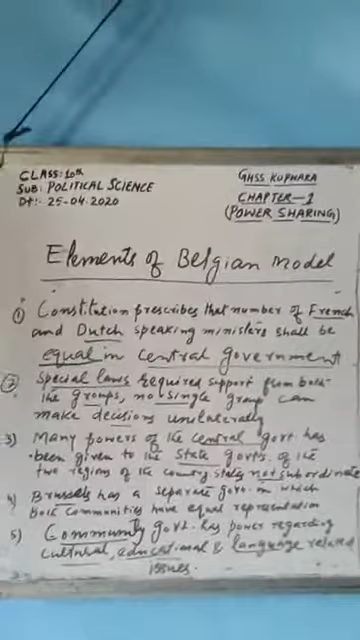 CLASS: 10th
SUB: POLITICAL SCIENCE
Dt:- 25-04.2020
GHSS KUPHARA
CHAPTER-1
(POWER SHARING)
Elements of Belgian Model
① Constitution prescribes that number of French
and Dutch speaking ministers shall be
equal in central government
② Special laws required support from both
the groups, no single group can
make decisions unilaterally
3) Many powers of the central govt has
been given to the state govts. of the
two regions of the country states not subordinate
4) Brussels has a separate govt. in which
both communities have equal representation
5) Community govt. has power regarding
cultural, educational & language related
issues.